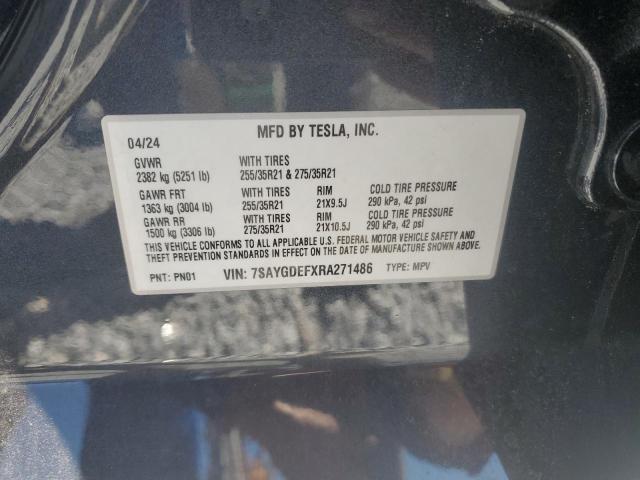 MFD BY TESLA, INC.
04/24
GVWR WITH TIRES
2382 kg (5251 lb) 255/35R21 & 275/35R21
GAWR FRT WITH TIRES RIM COLD TIRE PRESSURE
1363 kg (3004 lb) 255/35R21 21X9.5J 290 kPa, 42 psi
GAWR RR WITH TIRES RIM COLD TIRE PRESSURE
1500 kg (3306 lb) 275/35R21 21X10.5J 290 kPa, 42 psi
THIS VEHICLE CONFORMS TO ALL APPLICABLE U.S. FEDERAL MOTOR VEHICLE SAFETY AND
THEFT PREVENTION STANDARDS IN EFFECT ON THE DATE OF MANUFACTURE SHOWN ABOVE.
PNT: PN01 VIN: 7SAYGDEFXRA271486 TYPE: MPV